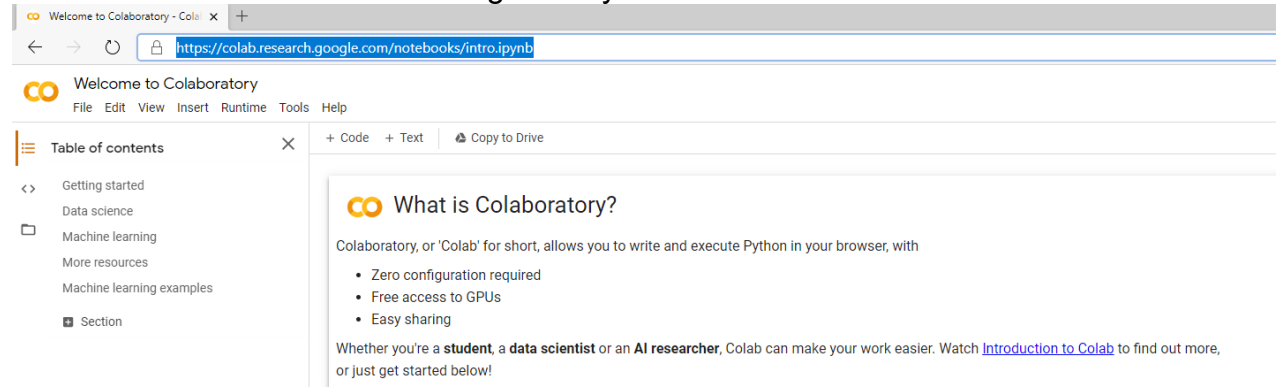 Welcome to Colaboratory - Cola
https://colab.research.google.com/notebooks/intro.ipynb
Welcome to Colaboratory
File Edit View Insert Runtime Tools Help
Table of contents
+ Code + Text Copy to Drive
Getting started
Data science
Machine learning
More resources
Machine learning examples
Section
CO What is Colaboratory?
Colaboratory, or 'Colab' for short, allows you to write and execute Python in your browser, with
• Zero configuration required
• Free access to GPUs
• Easy sharing
Whether you're a student, a data scientist or an AI researcher, Colab can make your work easier. Watch Introduction to Colab to find out more,
or just get started below!